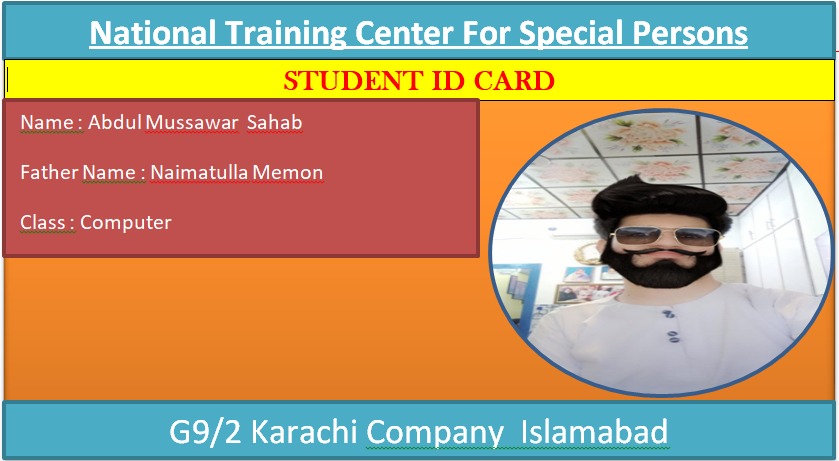 National Training Center For Special Persons
STUDENT ID CARD
Name : Abdul Mussawar  Sahab
Father Name : Naimatulla Memon
Class : Computer
G9/2 Karachi Company  Islamabad